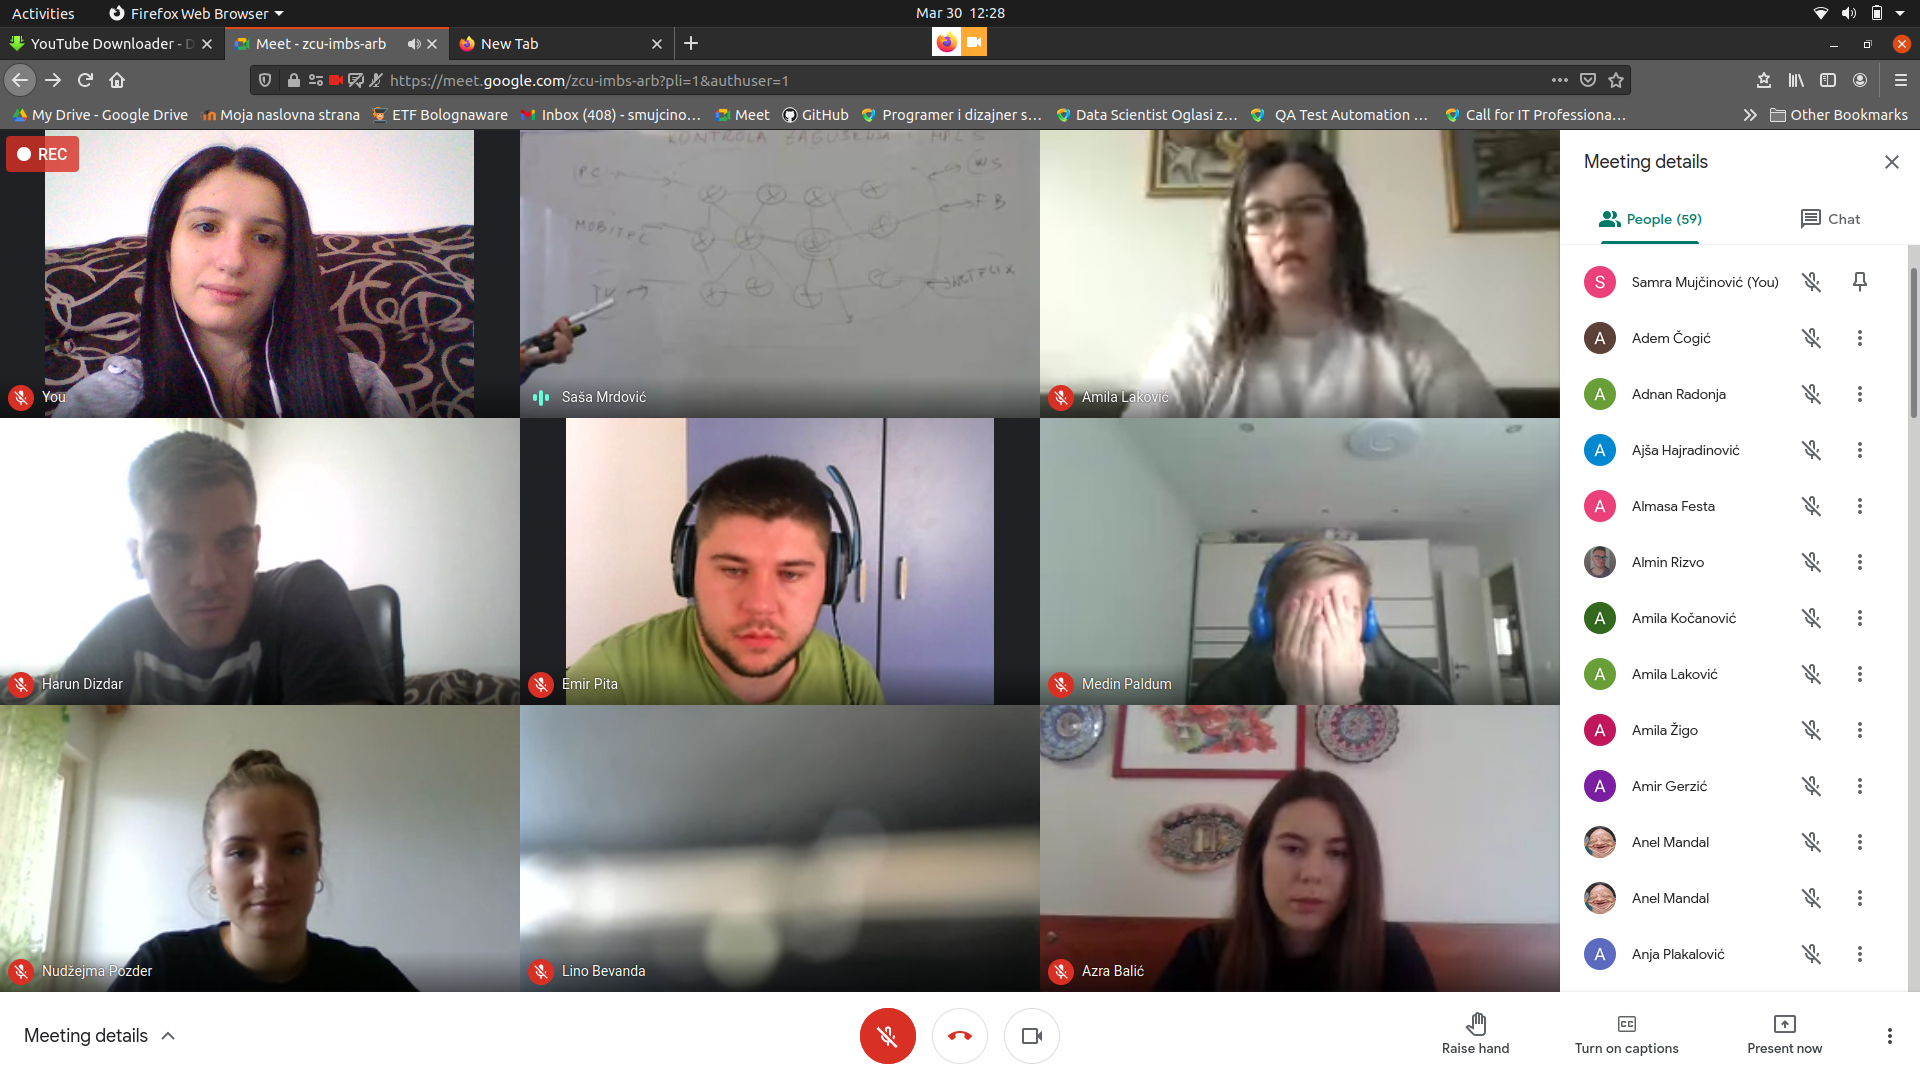 Activities
Firefox Web Browser
Mar 30 12:28
YouTube Downloader - D
Meet - zcu-imbs-arb
New Tab
https://meet.google.com/zcu-imbs-arb?pli=1&authuser=1
My Drive - Google Drive
Moja naslovna strana
ETF Bolognaware
Inbox (408) - smujcino...
Meet
GitHub
Programer i dizajner s...
Data Scientist Oglasi z...
QA Test Automation ...
Call for IT Professiona...
Other Bookmarks
REC
KONTROLA ZAGUŠENJA
PC
WS
FB
MOBITEL
TV
NETFLIX
You
Saša Mrdović
Amila Laković
Harun Dizdar
Emir Pita
Medin Paldum
Nudžejma Pozder
Lino Bevanda
Azra Balić
Meeting details
People (59)
Chat
S Samra Mujčinović (You)
A Adem Čogić
A Adnan Radonja
A Ajša Hajradinović
A Almasa Festa
Almin Rizvo
A Amila Kočanović
A Amila Laković
A Amila Žigo
A Amir Gerzić
Anel Mandal
Anel Mandal
A Anja Plakalović
Meeting details
Raise hand
CC
Turn on captions
Present now